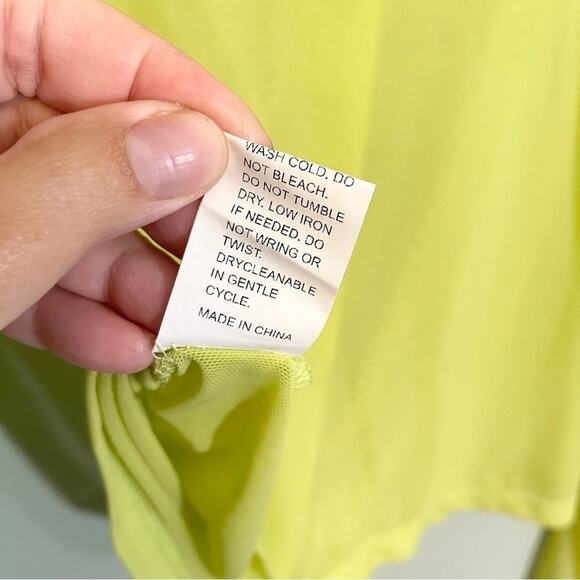 WASH COLD. DO
NOT BLEACH.
DO NOT TUMBLE
DRY. LOW IRON
IF NEEDED. DO
NOT WRING OR
TWIST.
DRYCLEANABLE
IN GENTLE
CYCLE.
MADE IN CHINA